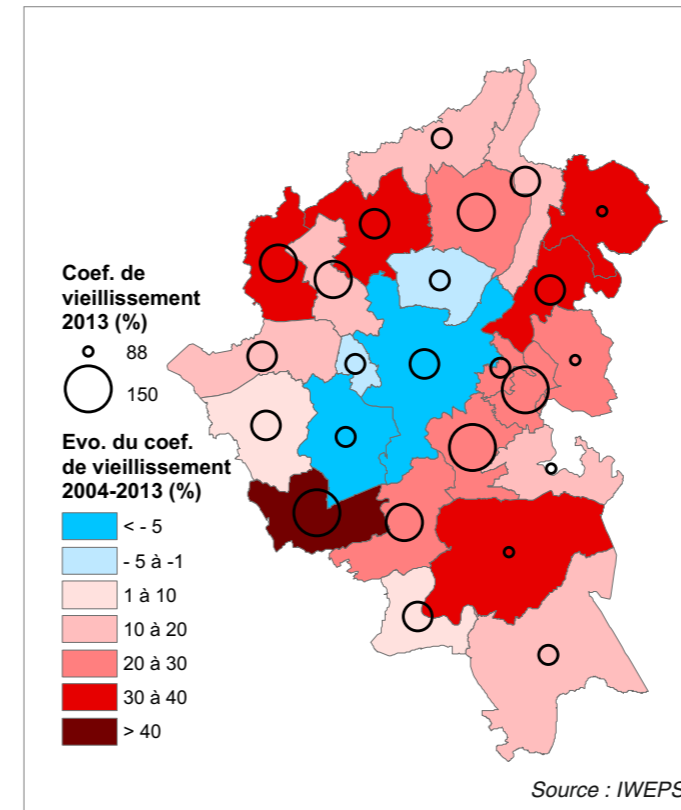 Coef. de
vieillissement
2013 (%)
88
150
Evo. du coef.
de vieillissement
2004-2013 (%)
< - 5
- 5 à -1
1 à 10
10 à 20
20 à 30
30 à 40
> 40
Source : IWEPS